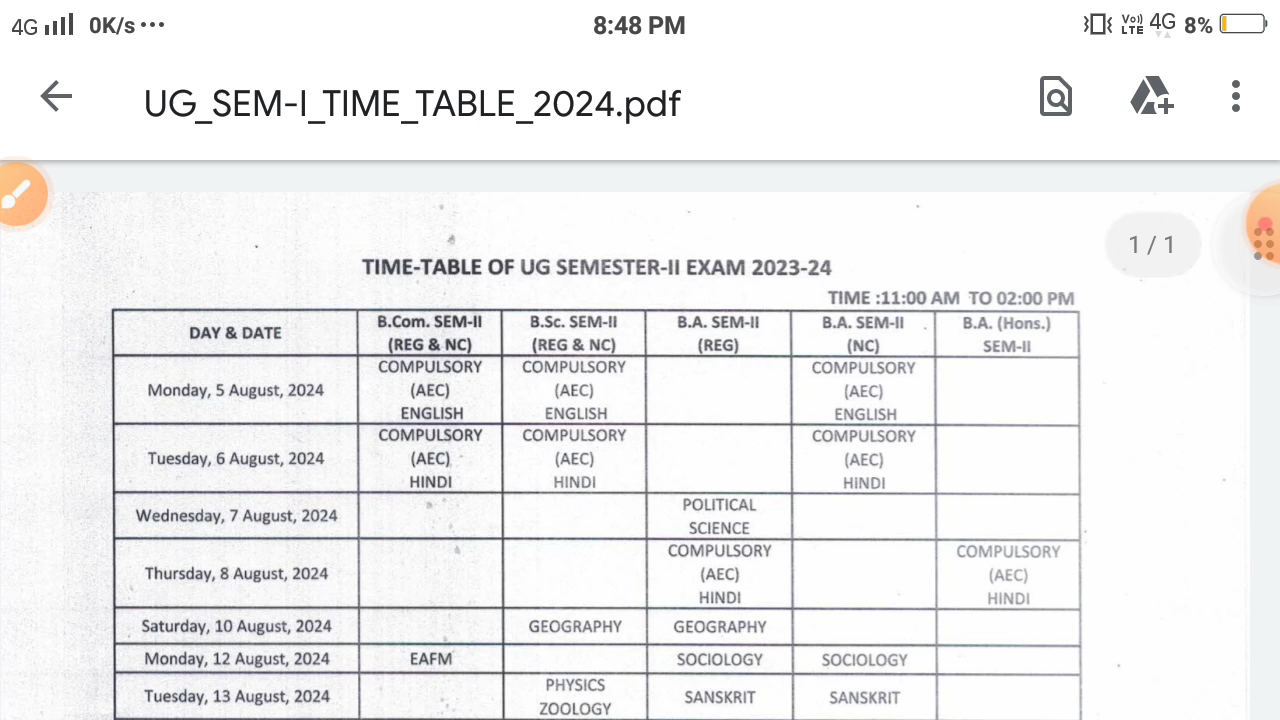 4G 0K/s ... 8:48 PM Vo)) LTE 4G 8%
UG_SEM-I_TIME_TABLE_2024.pdf
1 / 1
TIME-TABLE OF UG SEMESTER-II EXAM 2023-24
TIME :11:00 AM TO 02:00 PM
DAY & DATE
B.Com. SEM-II
(REG & NC)
B.Sc. SEM-II
(REG & NC)
B.A. SEM-II
(REG)
B.A. SEM-II
(NC)
B.A. (Hons.)
SEM-II
Monday, 5 August, 2024
COMPULSORY
(AEC)
ENGLISH
COMPULSORY
(AEC)
ENGLISH
COMPULSORY
(AEC)
ENGLISH
Tuesday, 6 August, 2024
COMPULSORY
(AEC)
HINDI
COMPULSORY
(AEC)
HINDI
COMPULSORY
(AEC)
HINDI
Wednesday, 7 August, 2024
POLITICAL
SCIENCE
Thursday, 8 August, 2024
COMPULSORY
(AEC)
HINDI
COMPULSORY
(AEC)
HINDI
Saturday, 10 August, 2024
GEOGRAPHY
GEOGRAPHY
Monday, 12 August, 2024
EAFM
SOCIOLOGY
SOCIOLOGY
Tuesday, 13 August, 2024
PHYSICS
ZOOLOGY
SANSKRIT
SANSKRIT